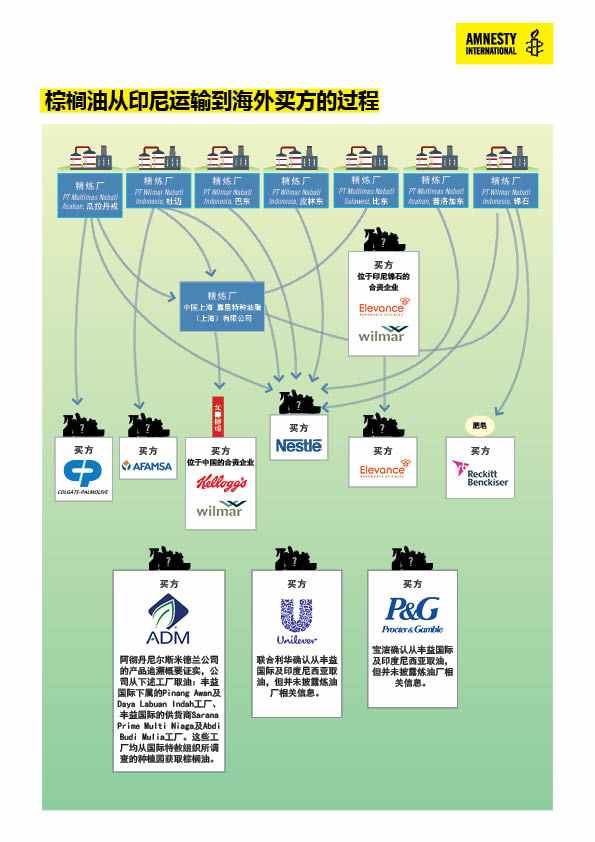 AMNESTY
INTERNATIONAL
棕榈油从印尼运输到海外买方的过程
精炼厂
PT Multimas Nabati
Asahan, 瓜拉丹戎
精炼厂
PT Wilmar Nabati
Indonesia, 杜迈
精炼厂
PT Wilmar Nabati
Indonesia, 巴东
精炼厂
PT Wilmar Nabati
Indonesia, 皮林东
精炼厂
PT Multimas Nabati
Sulawesi, 比东
精炼厂
PT Multimas Nabati
Asahan, 普洛加东
精炼厂
PT Wilmar Nabati
Indonesia, 锦石
?
买方
位于印尼锦石的
合资企业
Elevance
RENEWABLE SCIENCES
wilmar
精炼厂
中国上海 嘉里特种油脂
（上海）有限公司
?
买方
COLGATE-PALMOLIVE
?
买方
AFAMSA
买方
位于中国的合资企业
Kellogg's
wilmar
?
买方
Nestlé
?
买方
Elevance
RENEWABLE SCIENCES
肥皂
买方
Reckitt
Benckiser
?
买方
ADM
阿彻丹尼尔斯米德兰公司
的产品追溯概要证实，公
司从下述工厂取油：丰益
国际下属的Pinang Awan及
Daya Labuan Indah工厂、
丰益国际的供货商Sarana
Prime Multi Niaga及Abdi
Budi Mulia工厂。这些工
厂均从国际特赦组织所调
查的种植园获取棕榈油。
?
买方
Unilever
联合利华确认从丰益
国际及印度尼西亚取
油，但并未披露炼油
厂相关信息。
?
买方
P&G
Procter & Gamble
宝洁确认从丰益国际
及印度尼西亚取油，
但并未披露炼油厂相
关信息。